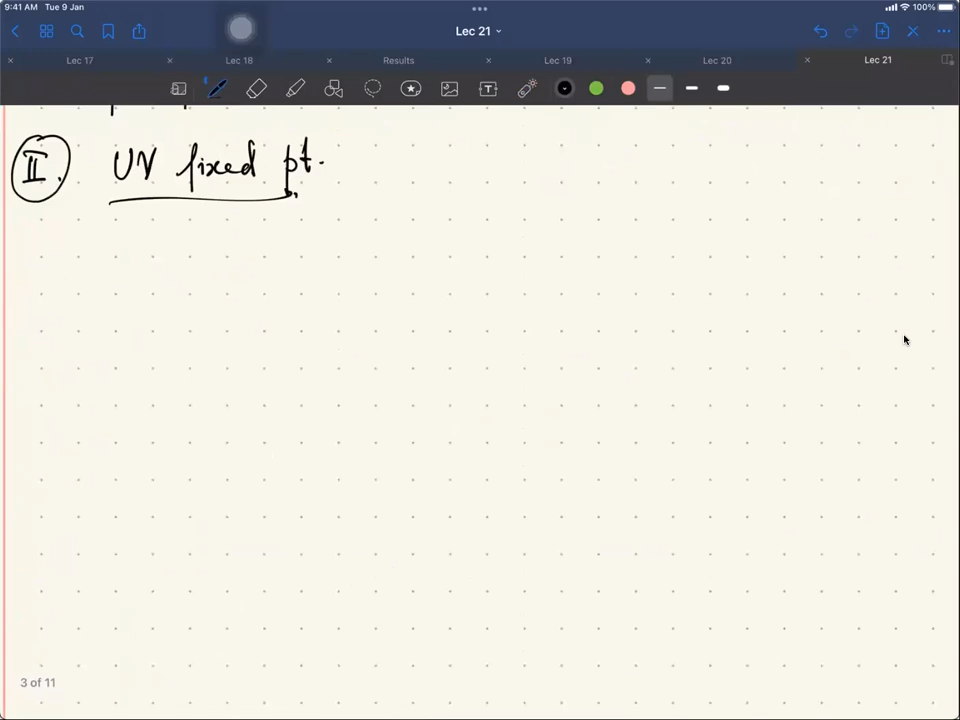 9:41 AM Tue 9 Jan
100%
Lec 21
Lec 17
Lec 18
Results
Lec 19
Lec 20
Lec 21
T
II. UV fixed pt.
3 of 11